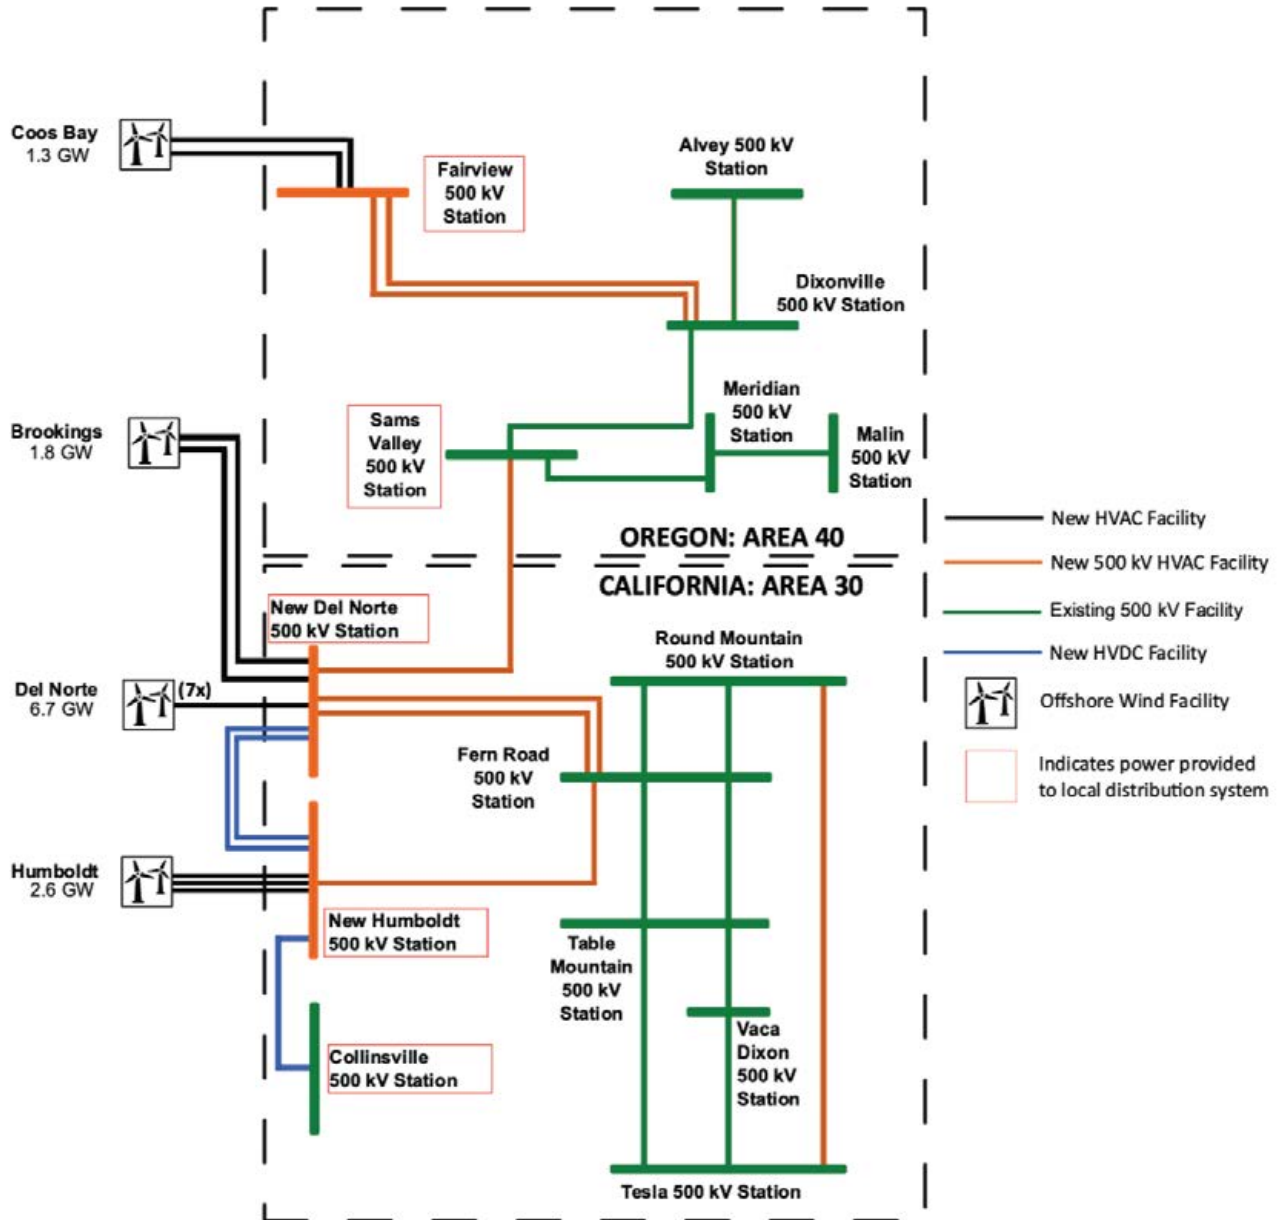 Coos Bay
1.3 GW
Fairview
500 kV
Station
Alvey 500 kV
Station
Dixonville
500 kV Station
Brookings
1.8 GW
Sams
Valley
500 kV
Station
Meridian
500 kV
Station
Malin
500 kV
Station
OREGON: AREA 40
CALIFORNIA: AREA 30
New Del Norte
500 kV Station
Round Mountain
500 kV Station
Del Norte
6.7 GW
(7x)
Fern Road
500 kV
Station
Humboldt
2.6 GW
New Humboldt
500 kV Station
Table
Mountain
500 kV
Station
Collinsville
500 kV Station
Vaca
Dixon
500 kV
Station
Tesla 500 kV Station
New HVAC Facility
New 500 kV HVAC Facility
Existing 500 kV Facility
New HVDC Facility
Offshore Wind Facility
Indicates power provided
to local distribution system